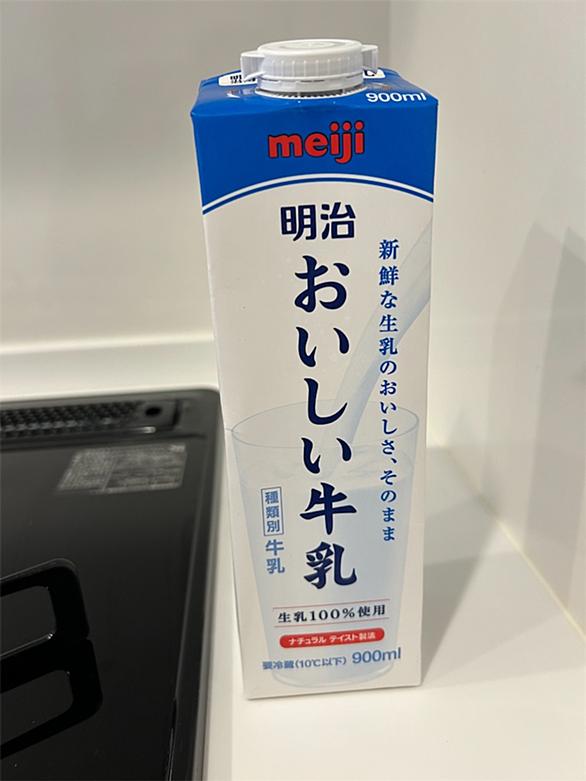 900ml
meiji
明治
おいしい牛乳
新鮮な生乳のおいしさ、そのまま
種類別
牛乳
生乳100%使用
ナチュラル テイスト製法
要冷蔵(10℃以下) 900ml